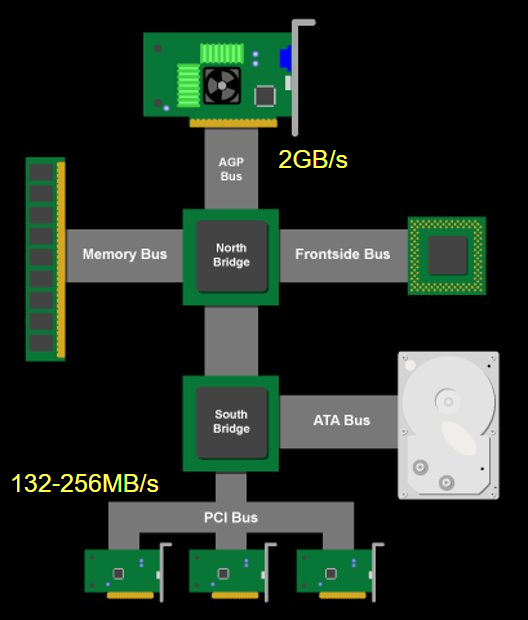 AGP
Bus
2GB/s
Memory Bus
North
Bridge
Frontside Bus
South
Bridge
ATA Bus
132-256MB/s
PCI Bus